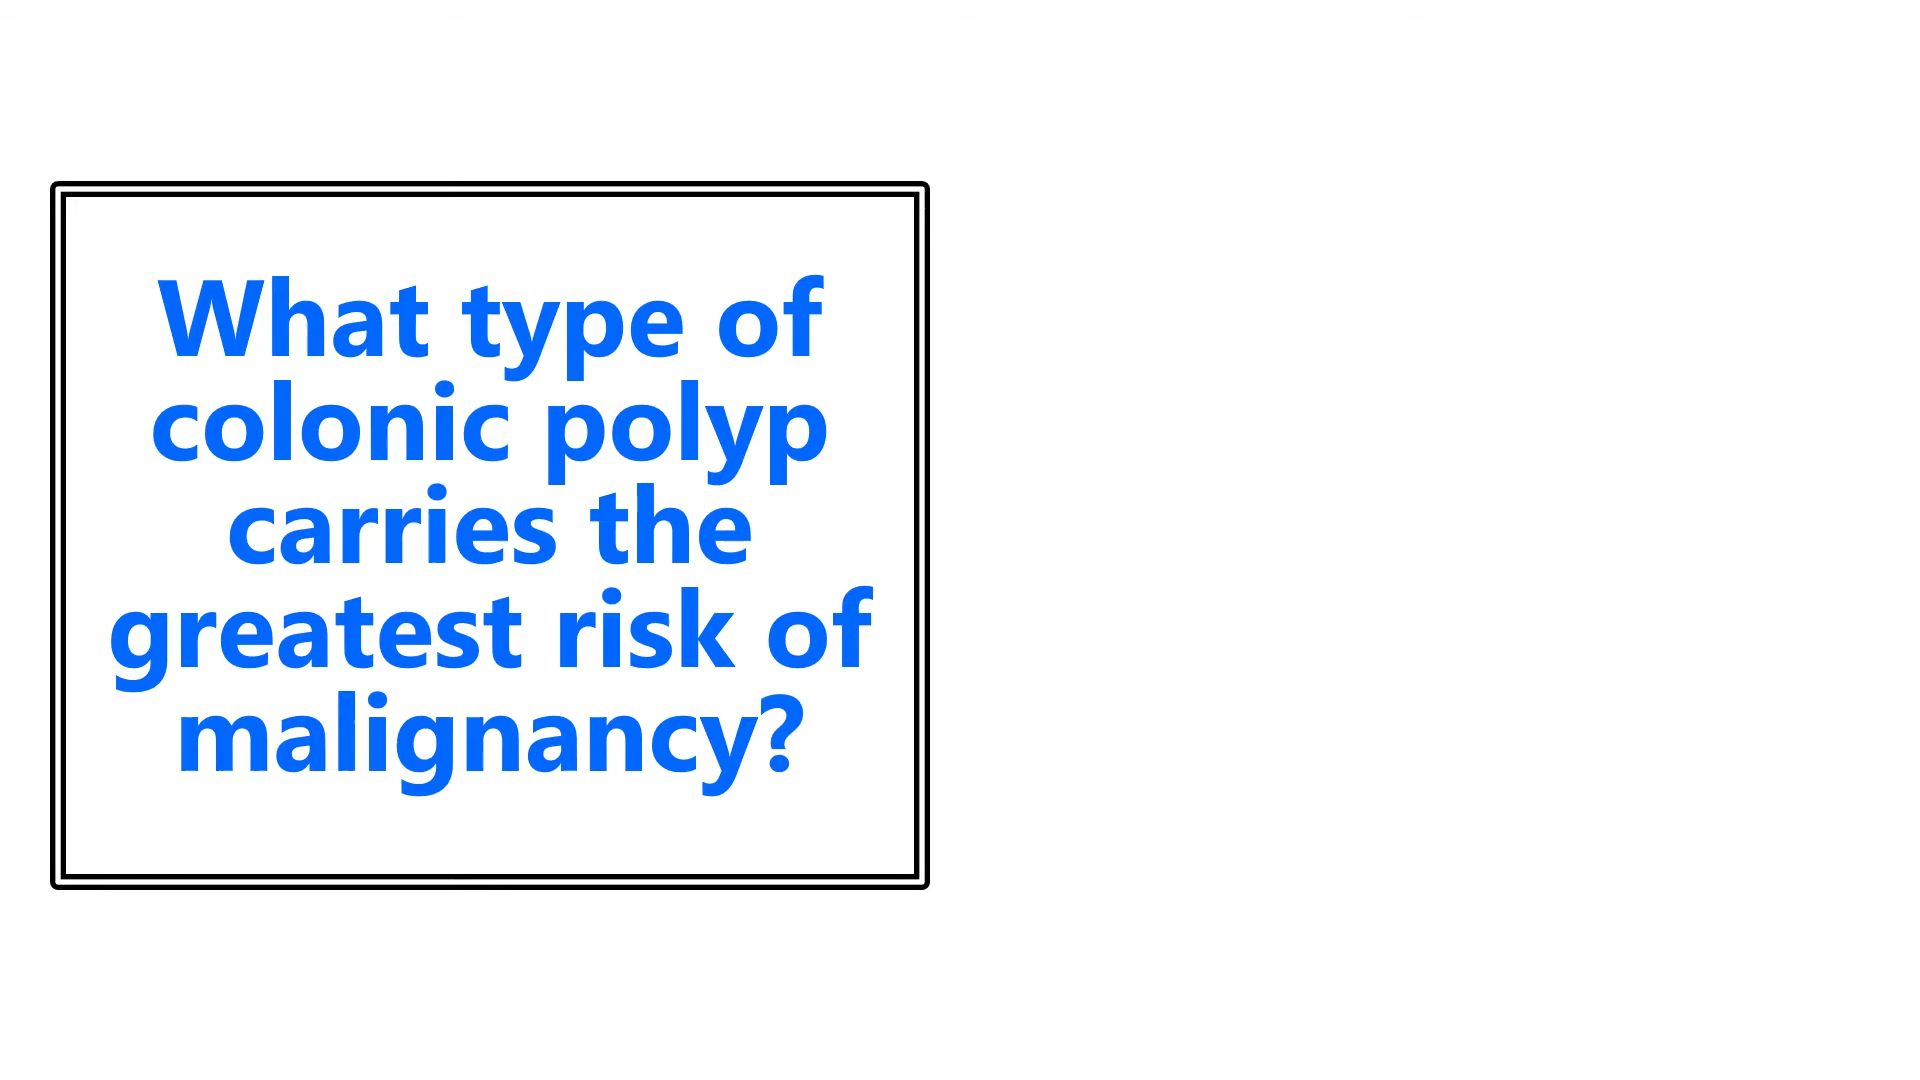 What type of
colonic polyp
carries the
greatest risk of
malignancy?